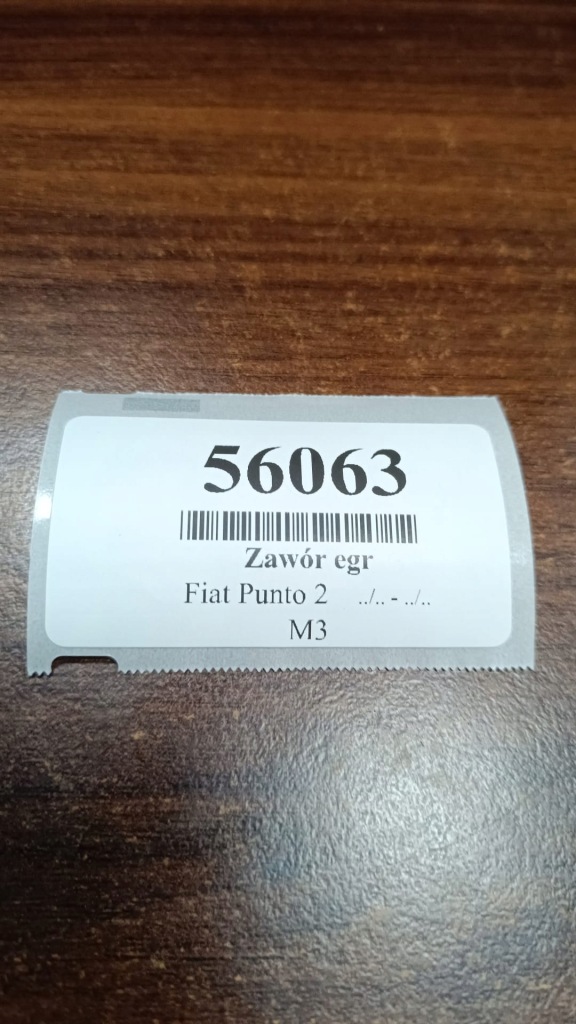 56063
Zawór egr
Fiat Punto 2 ../.. - ../..
M3